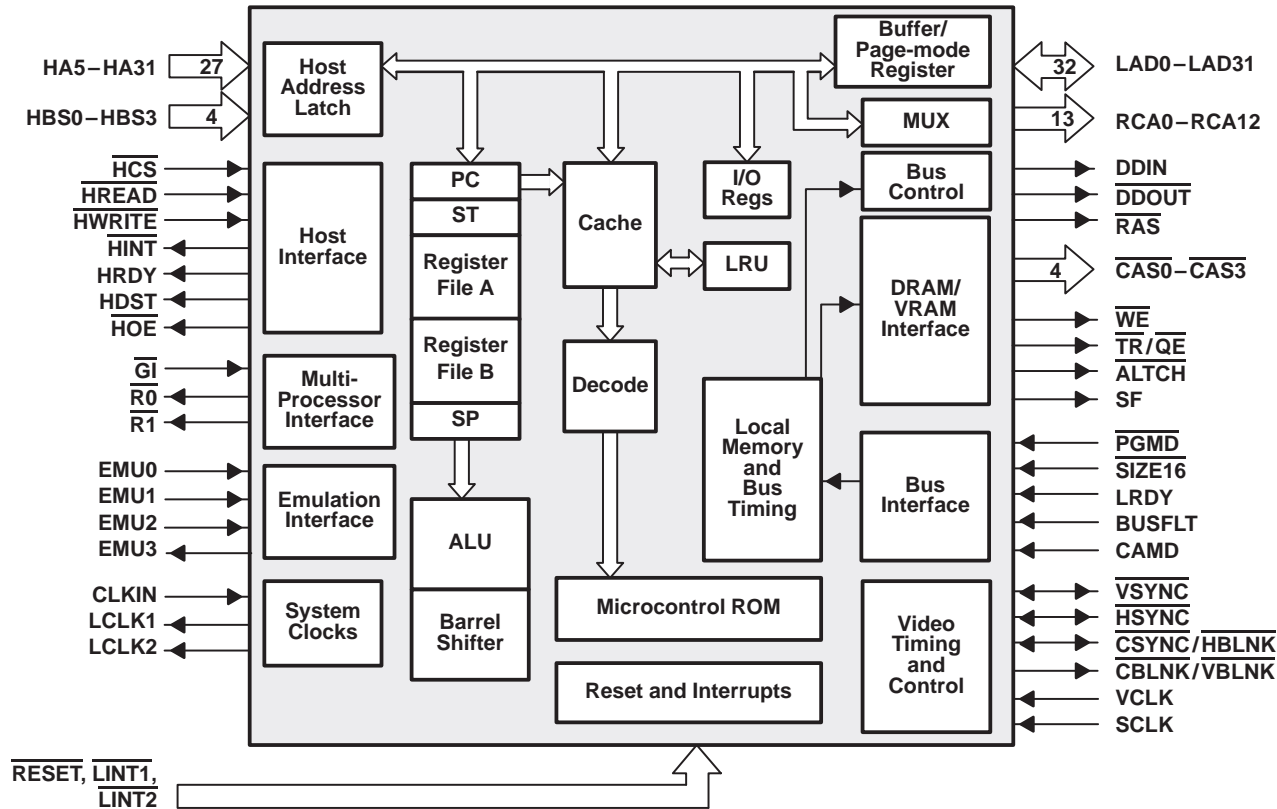 HA5–HA31
27
HBS0–HBS3
4
HCS
HREAD
HWRITE
HINT
HRDY
HDST
HOE
GI
R0
R1
EMU0
EMU1
EMU2
EMU3
CLKIN
LCLK1
LCLK2
RESET, LINT1,
LINT2
Host
Address
Latch
Host
Interface
Multi-
Processor
Interface
Emulation
Interface
System
Clocks
PC
ST
Register
File A
Register
File B
SP
ALU
Barrel
Shifter
Cache
LRU
Decode
Microcontrol ROM
Reset and Interrupts
I/O
Regs
Buffer/
Page-mode
Register
MUX
Bus
Control
DRAM/
VRAM
Interface
Local
Memory
and
Bus
Timing
Bus
Interface
Video
Timing
and
Control
32
LAD0–LAD31
13
RCA0–RCA12
DDIN
DDOUT
RAS
4
CAS0–CAS3
WE
TR/QE
ALTCH
SF
PGMD
SIZE16
LRDY
BUSFLT
CAMD
VSYNC
HSYNC
CSYNC/HBLNK
CBLNK/VBLNK
VCLK
SCLK